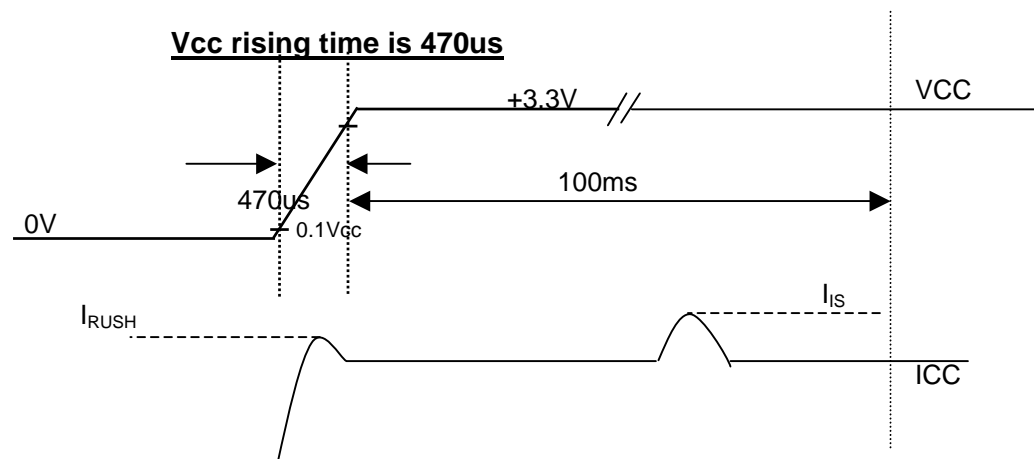 Vcc rising time is 470us
+3.3V
VCC
470us
100ms
0V
0.1Vcc
IRUSH
IIS
ICC